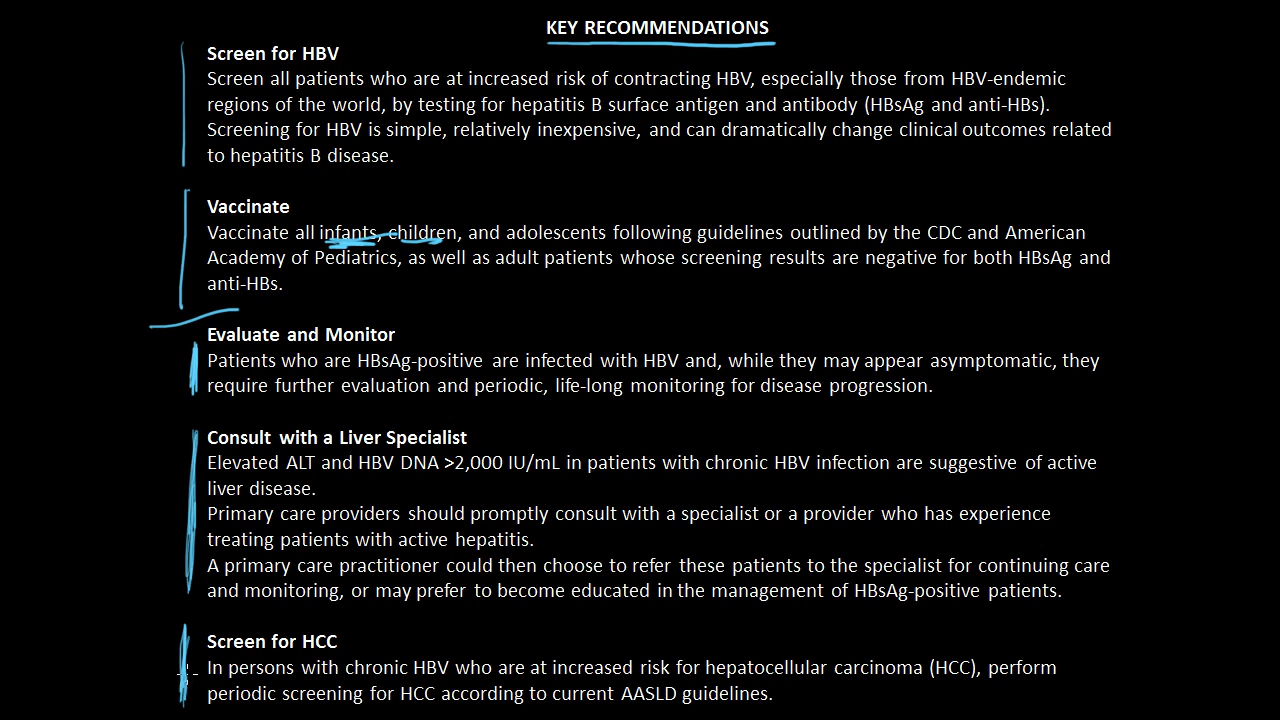 KEY RECOMMENDATIONS
Screen for HBV
Screen all patients who are at increased risk of contracting HBV, especially those from HBV-endemic
regions of the world, by testing for hepatitis B surface antigen and antibody (HBsAg and anti-HBs).
Screening for HBV is simple, relatively inexpensive, and can dramatically change clinical outcomes related
to hepatitis B disease.
Vaccinate
Vaccinate all infants, children, and adolescents following guidelines outlined by the CDC and American
Academy of Pediatrics, as well as adult patients whose screening results are negative for both HBsAg and
anti-HBs.
Evaluate and Monitor
Patients who are HBsAg-positive are infected with HBV and, while they may appear asymptomatic, they
require further evaluation and periodic, life-long monitoring for disease progression.
Consult with a Liver Specialist
Elevated ALT and HBV DNA >2,000 IU/mL in patients with chronic HBV infection are suggestive of active
liver disease.
Primary care providers should promptly consult with a specialist or a provider who has experience
treating patients with active hepatitis.
A primary care practitioner could then choose to refer these patients to the specialist for continuing care
and monitoring, or may prefer to become educated in the management of HBsAg-positive patients.
Screen for HCC
In persons with chronic HBV who are at increased risk for hepatocellular carcinoma (HCC), perform
periodic screening for HCC according to current AASLD guidelines.